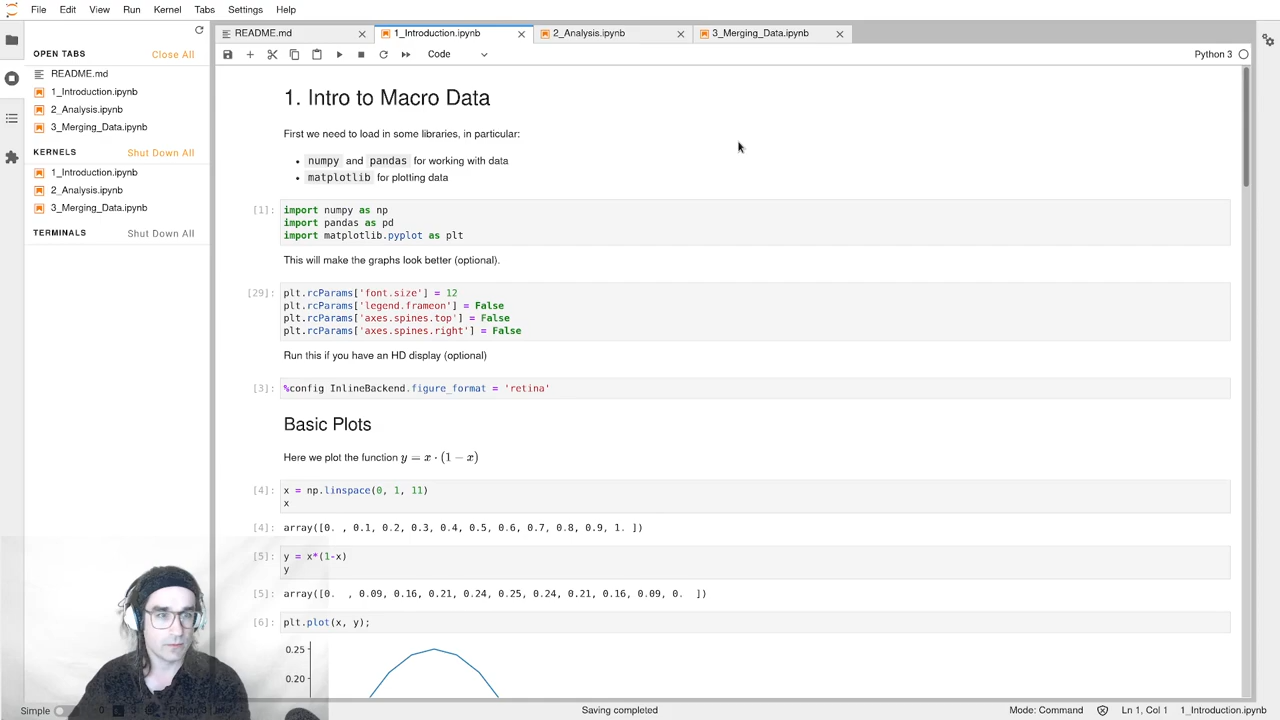 File Edit View Run Kernel Tabs Settings Help
README.md 1_Introduction.ipynb 2_Analysis.ipynb 3_Merging_Data.ipynb
Code Python 3
OPEN TABS Close All
README.md
1_Introduction.ipynb
2_Analysis.ipynb
3_Merging_Data.ipynb
KERNELS Shut Down All
1_Introduction.ipynb
2_Analysis.ipynb
3_Merging_Data.ipynb
TERMINALS Shut Down All
1. Intro to Macro Data
First we need to load in some libraries, in particular:
• numpy and pandas for working with data
• matplotlib for plotting data
[1]: import numpy as np
import pandas as pd
import matplotlib.pyplot as plt
This will make the graphs look better (optional).
[29]: plt.rcParams['font.size'] = 12
plt.rcParams['legend.frameon'] = False
plt.rcParams['axes.spines.top'] = False
plt.rcParams['axes.spines.right'] = False
Run this if you have an HD display (optional)
[3]: %config InlineBackend.figure_format = 'retina'
Basic Plots
Here we plot the function y = x · (1 − x)
[4]: x = np.linspace(0, 1, 11)
x
[4]: array([0. , 0.1, 0.2, 0.3, 0.4, 0.5, 0.6, 0.7, 0.8, 0.9, 1. ])
[5]: y = x*(1-x)
y
[5]: array([0. , 0.09, 0.16, 0.21, 0.24, 0.25, 0.24, 0.21, 0.16, 0.09, 0. ])
[6]: plt.plot(x, y);
0.25
0.20
Simple 0 3 Python 3 Saving completed Mode: Command Ln 1, Col 1 1_Introduction.ipynb